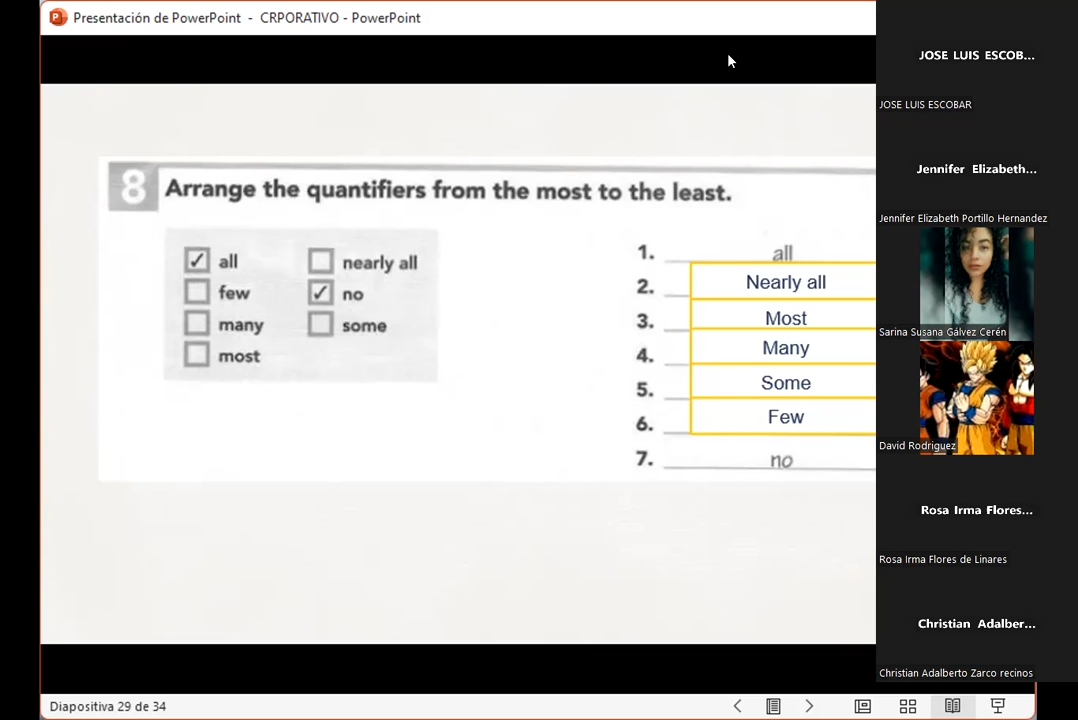 Presentación de PowerPoint - CRPORATIVO - PowerPoint
8 Arrange the quantifiers from the most to the least.
✓ all
few
many
most
nearly all
✓ no
some
1. all
2. Nearly all
3. Most
4. Many
5. Some
6. Few
7. no
JOSE LUIS ESCOB...
JOSE LUIS ESCOBAR
Jennifer Elizabeth...
Jennifer Elizabeth Portillo Hernandez
Sarina Susana Gálvez Cerén
David Rodriguez
Rosa Irma Flores...
Rosa Irma Flores de Linares
Christian Adalber...
Christian Adalberto Zarco recinos
Diapositiva 29 de 34